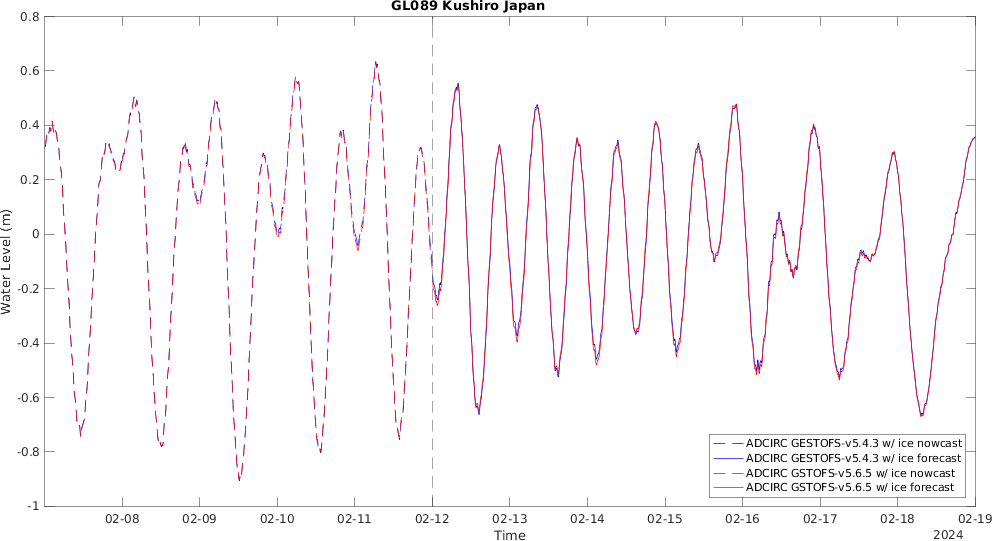 GL089 Kushiro Japan
Water Level (m)
0.8
0.6
0.4
0.2
0
-0.2
-0.4
-0.6
-0.8
-1
ADCIRC GESTOFS-v5.4.3 w/ ice nowcast
ADCIRC GESTOFS-v5.4.3 w/ ice forecast
ADCIRC GSTOFS-v5.6.5 w/ ice nowcast
ADCIRC GSTOFS-v5.6.5 w/ ice forecast
02-08 02-09 02-10 02-11 02-12 02-13 02-14 02-15 02-16 02-17 02-18 02-19
Time
2024